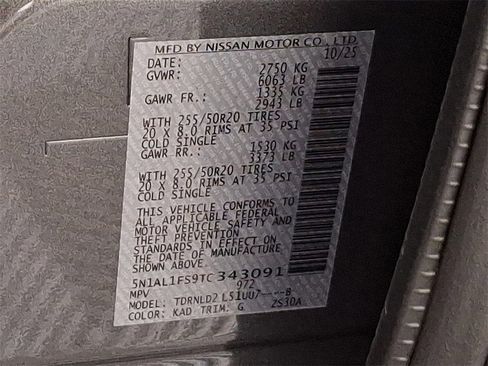 MFD BY NISSAN MOTOR CO., LTD.
DATE: 10/25
GVWR: 2750 KG
6063 LB
GAWR FR.: 1335 KG
2943 LB
WITH 255/50R20 TIRES
20 X 8.0 RIMS AT 35 PSI
COLD SINGLE
GAWR RR.: 1530 KG
3373 LB
WITH 255/50R20 TIRES
20 X 8.0 RIMS AT 35 PSI
COLD SINGLE
THIS VEHICLE CONFORMS TO
ALL APPLICABLE FEDERAL
MOTOR VEHICLE SAFETY AND
THEFT PREVENTION
STANDARDS IN EFFECT ON
THE DATE OF MANUFACTURE
SHOWN ABOVE.
5N1AL1FS9TC343091
MPV 972
MODEL: TDRNLD2 L51UU7----B
COLOR: KAD TRIM: G 2S30A